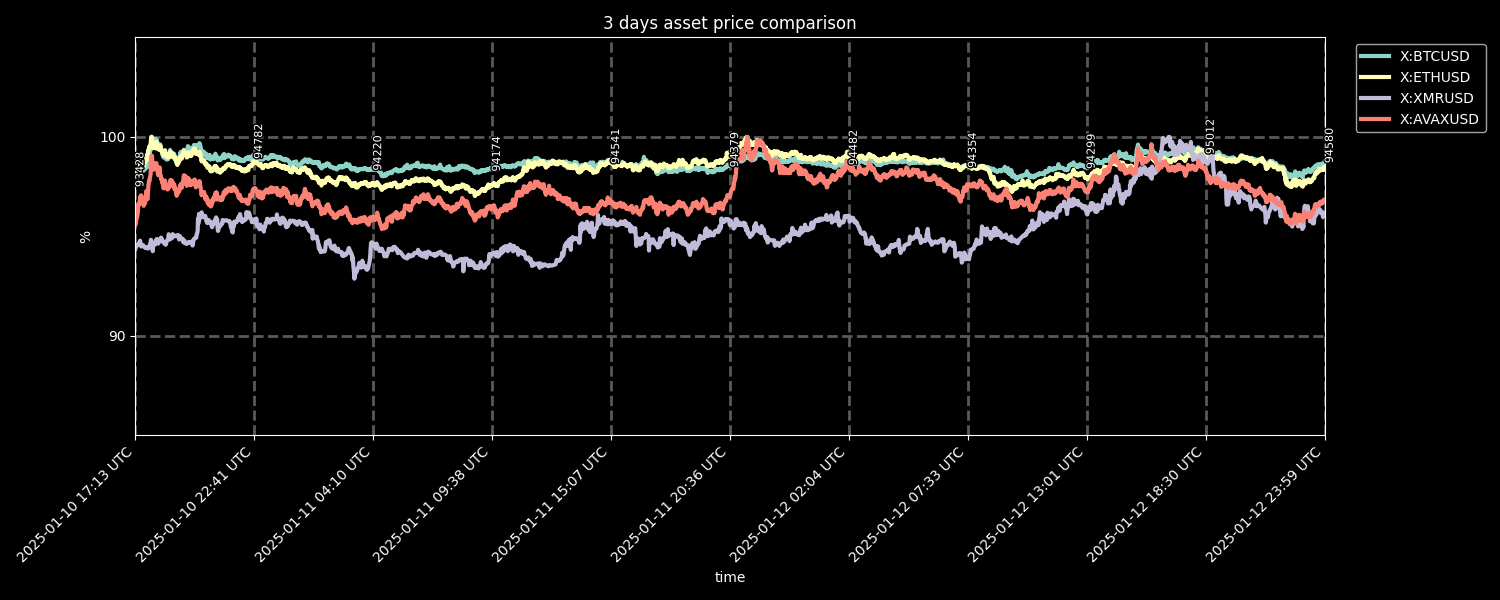 3 days asset price comparison
X:BTCUSD
X:ETHUSD
X:XMRUSD
X:AVAXUSD
100
90
%
93428
94782
94220
94174
94541
94379
94482
94354
94299
95012
94580
2025-01-10 17:13 UTC
2025-01-10 22:41 UTC
2025-01-11 04:10 UTC
2025-01-11 09:38 UTC
2025-01-11 15:07 UTC
2025-01-11 20:36 UTC
2025-01-12 02:04 UTC
2025-01-12 07:33 UTC
2025-01-12 13:01 UTC
2025-01-12 18:30 UTC
2025-01-12 23:59 UTC
time